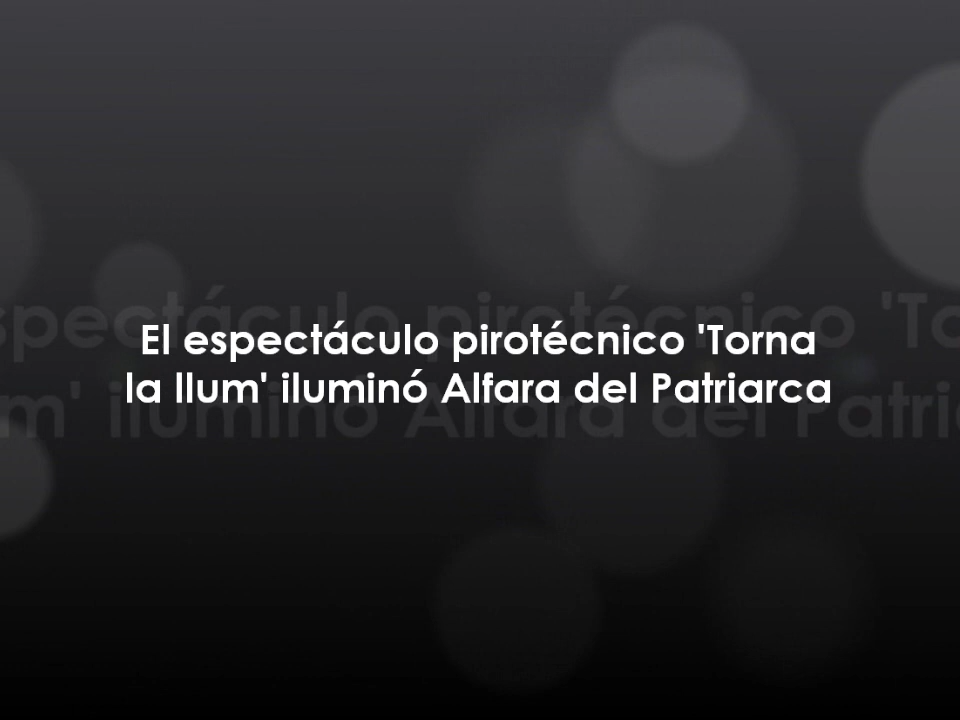 El espectáculo pirotécnico 'Torna
la llum' iluminó Alfara del Patriarca